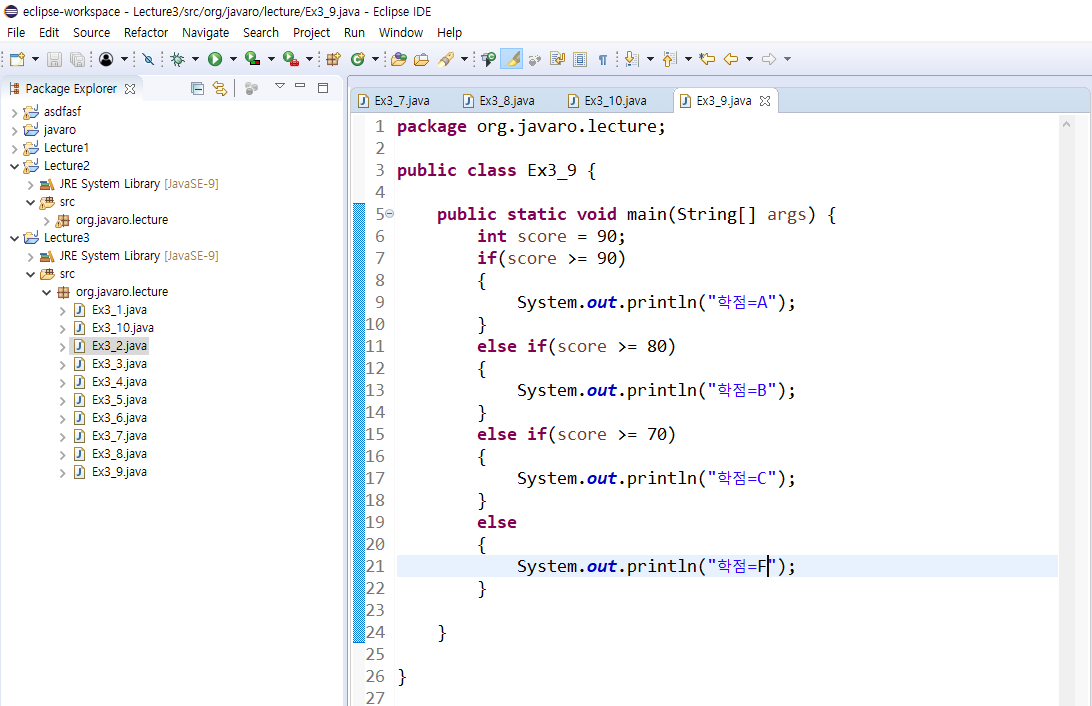 eclipse-workspace - Lecture3/src/org/javaro/lecture/Ex3_9.java - Eclipse IDE
File Edit Source Refactor Navigate Search Project Run Window Help
Package Explorer
asdfasf
javaro
Lecture1
Lecture2
JRE System Library [JavaSE-9]
src
org.javaro.lecture
Lecture3
JRE System Library [JavaSE-9]
src
org.javaro.lecture
Ex3_1.java
Ex3_10.java
Ex3_2.java
Ex3_3.java
Ex3_4.java
Ex3_5.java
Ex3_6.java
Ex3_7.java
Ex3_8.java
Ex3_9.java
Ex3_7.java Ex3_8.java Ex3_10.java Ex3_9.java
1 package org.javaro.lecture;
2
3 public class Ex3_9 {
4
5 public static void main(String[] args) {
6 int score = 90;
7 if(score >= 90)
8 {
9 System.out.println("학점=A");
10 }
11 else if(score >= 80)
12 {
13 System.out.println("학점=B");
14 }
15 else if(score >= 70)
16 {
17 System.out.println("학점=C");
18 }
19 else
20 {
21 System.out.println("학점=F");
22 }
23
24 }
25
26 }
27